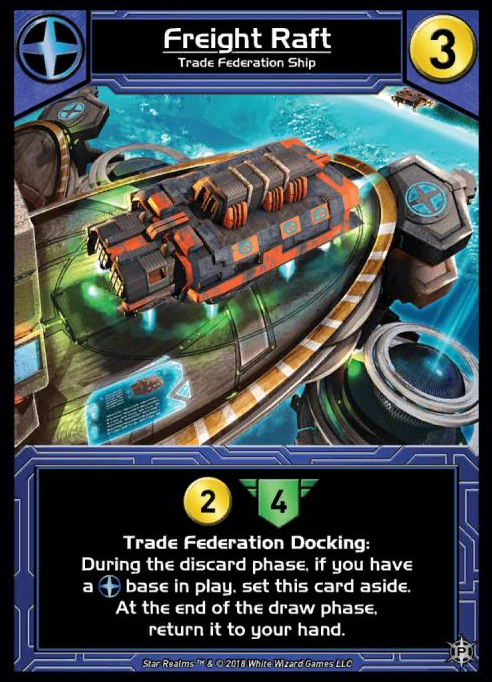 Freight Raft
Trade Federation Ship
3
2 4
Trade Federation Docking:
During the discard phase, if you have
a base in play, set this card aside.
At the end of the draw phase,
return it to your hand.
Star Realms™ & © 2018 White Wizard Games LLC
P